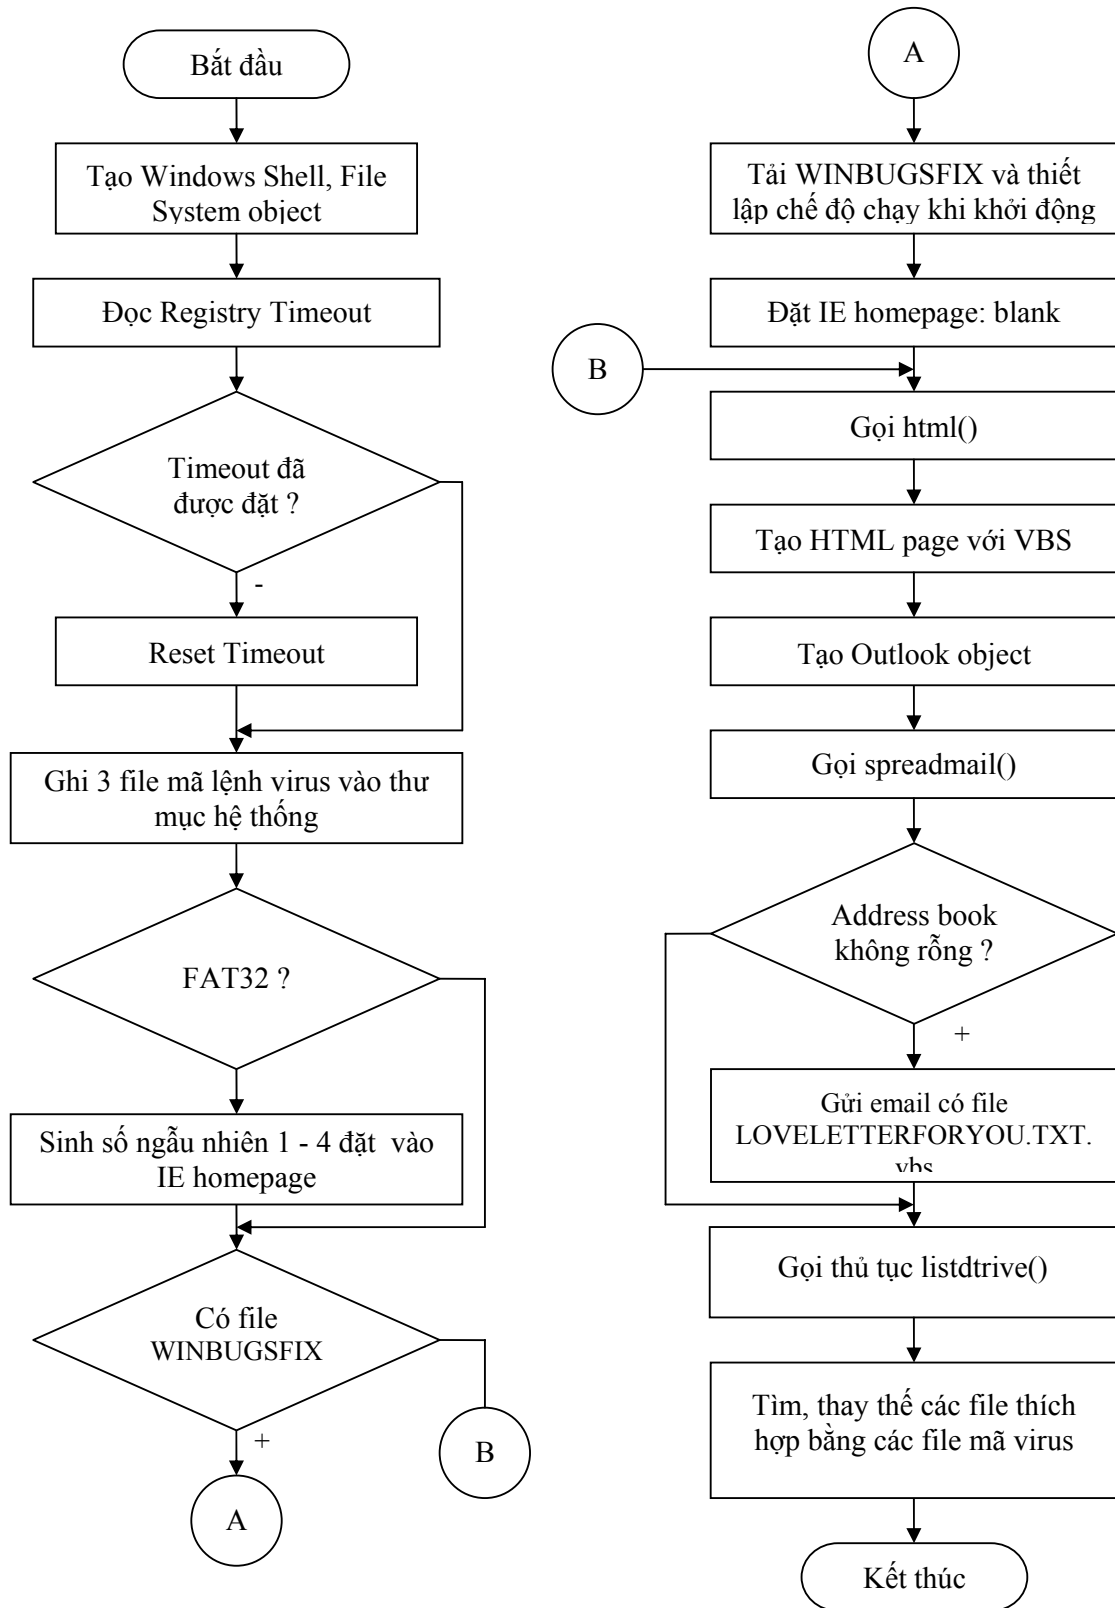 Bắt đầu
Tạo Windows Shell, File
System object
Đọc Registry Timeout
Timeout đã
được đặt ?
-
Reset Timeout
Ghi 3 file mã lệnh virus vào thư
mục hệ thống
FAT32 ?
Sinh số ngẫu nhiên 1 - 4 đặt vào
IE homepage
Có file
WINBUGSFIX
+
B
A
A
Tải WINBUGSFIX và thiết
lập chế độ chạy khi khởi động
Đặt IE homepage: blank
B
Gọi html()
Tạo HTML page với VBS
Tạo Outlook object
Gọi spreadmail()
Address book
không rỗng ?
+
Gửi email có file
LOVELETTERFORYOU.TXT.
vbs
Gọi thủ tục listdtrive()
Tìm, thay thế các file thích
hợp bằng các file mã virus
Kết thúc